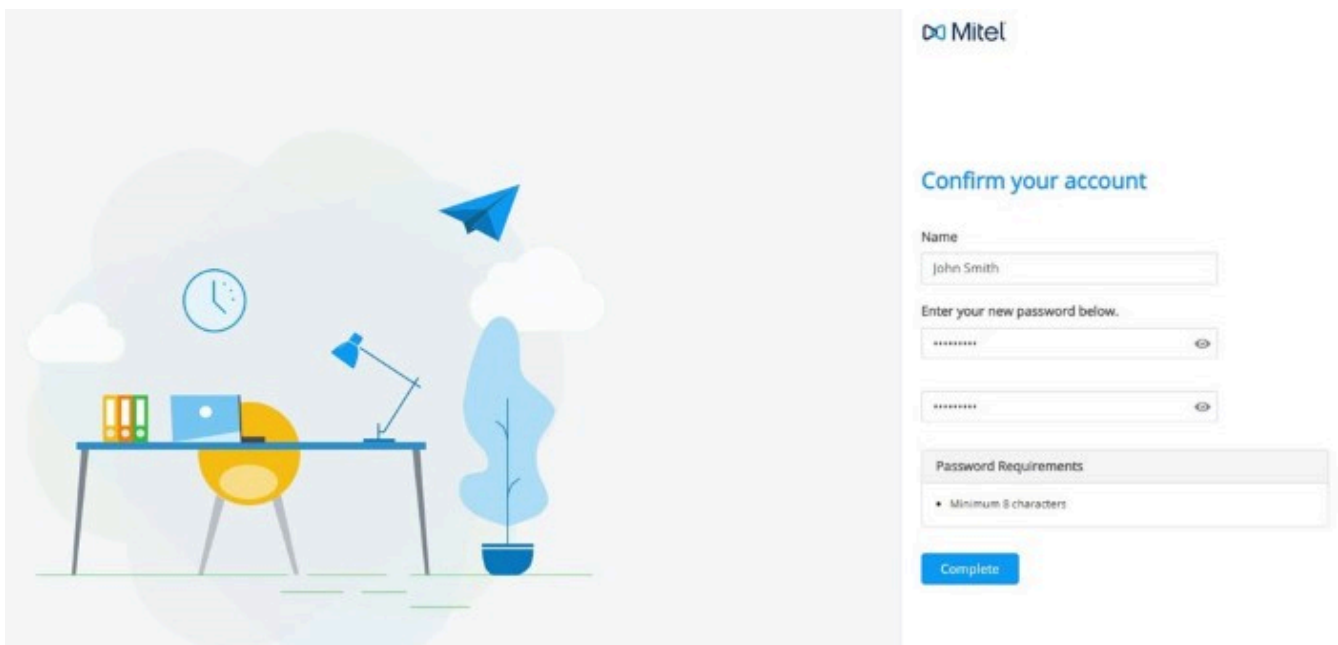 Mitel
Confirm your account
Name
John Smith
Enter your new password below.
•••••••••
•••••••••
Password Requirements
• Minimum 8 characters
Complete